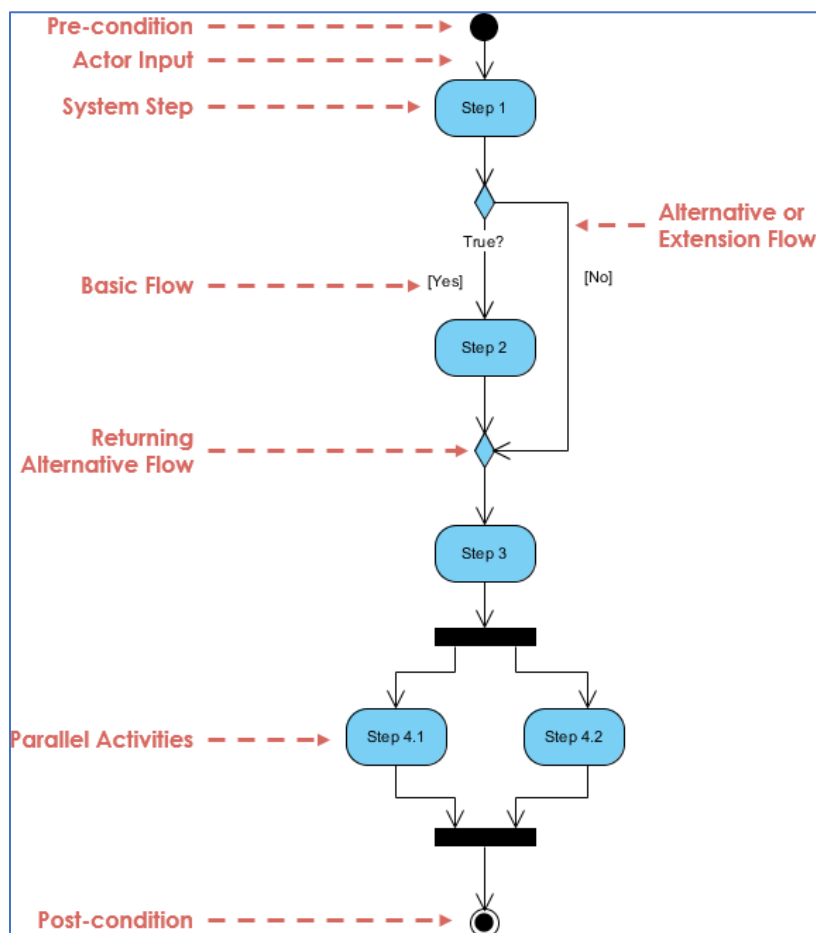 Pre-condition
Actor Input
System Step
Step 1
Alternative or
Extension Flow
True?
Basic Flow
[Yes]
[No]
Step 2
Returning
Alternative Flow
Step 3
Parallel Activities
Step 4.1
Step 4.2
Post-condition